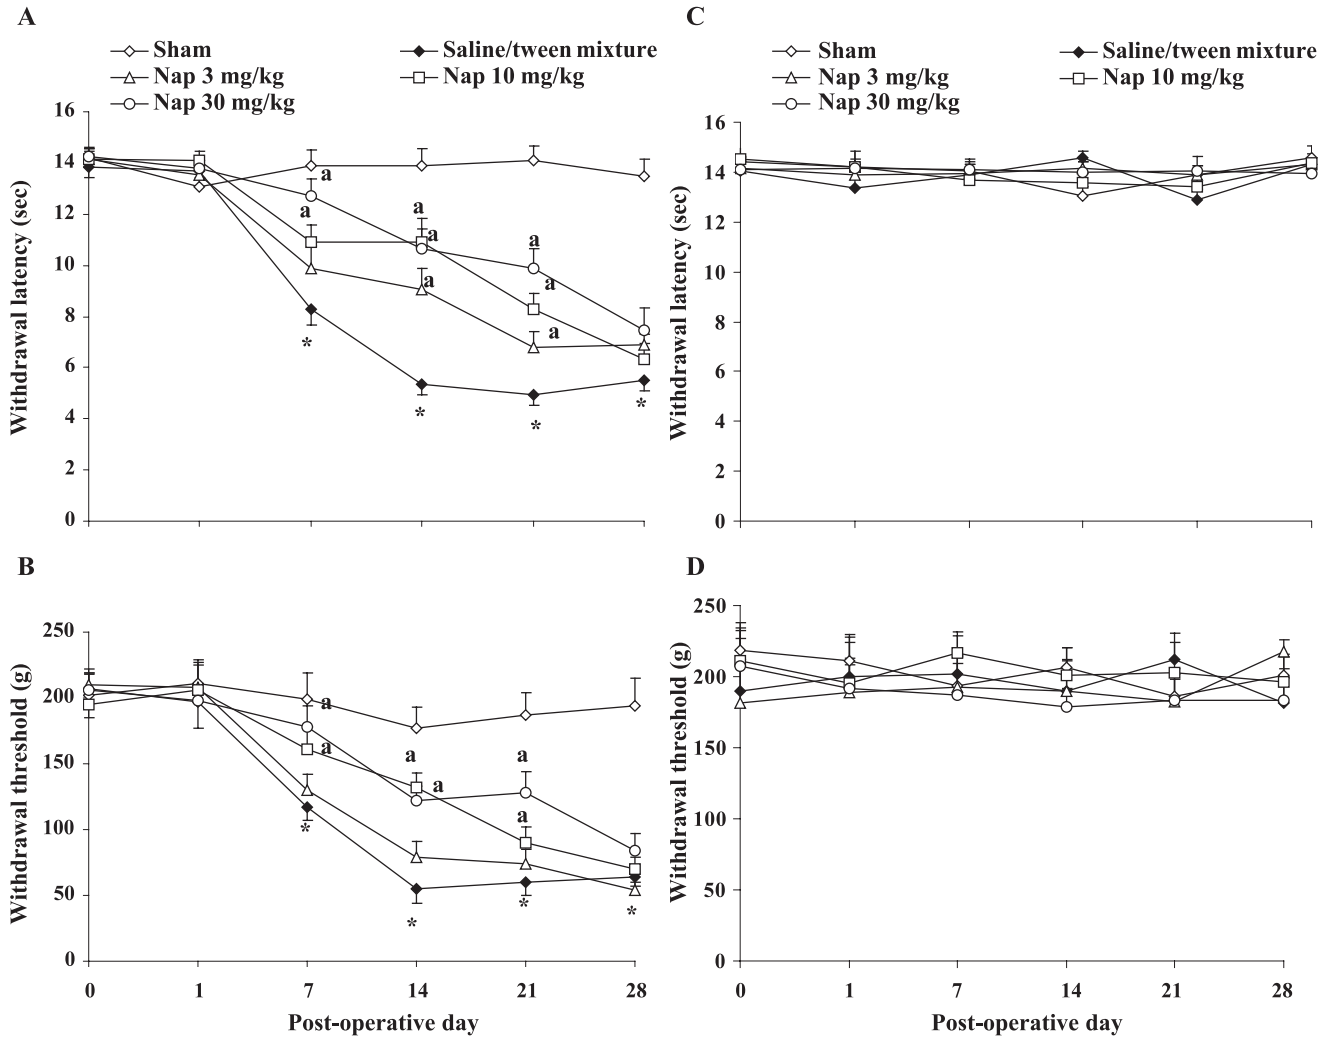 A
Sham
Saline/tween mixture
Nap 3 mg/kg
Nap 10 mg/kg
Nap 30 mg/kg
16
14
12
10
8
6
4
2
0
Withdrawal latency (sec)
a
a
a
a
a
a
a
a
*
*
*
*
C
Sham
Saline/tween mixture
Nap 3 mg/kg
Nap 10 mg/kg
Nap 30 mg/kg
16
14
12
10
8
6
4
2
0
Withdrawal latency (sec)
B
250
200
150
100
50
0
Withdrawal threshold (g)
a
a
a
a
a
a
*
*
*
*
0 1 7 14 21 28
Post-operative day
D
250
200
150
100
50
0
Withdrawal threshold (g)
0 1 7 14 21 28
Post-operative day